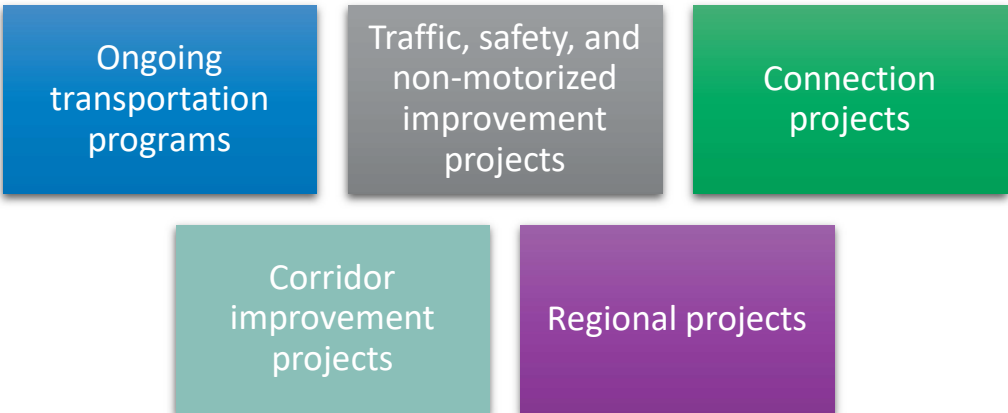 Ongoing
transportation
programs
Traffic, safety, and
non-motorized
improvement
projects
Connection
projects
Corridor
improvement
projects
Regional projects